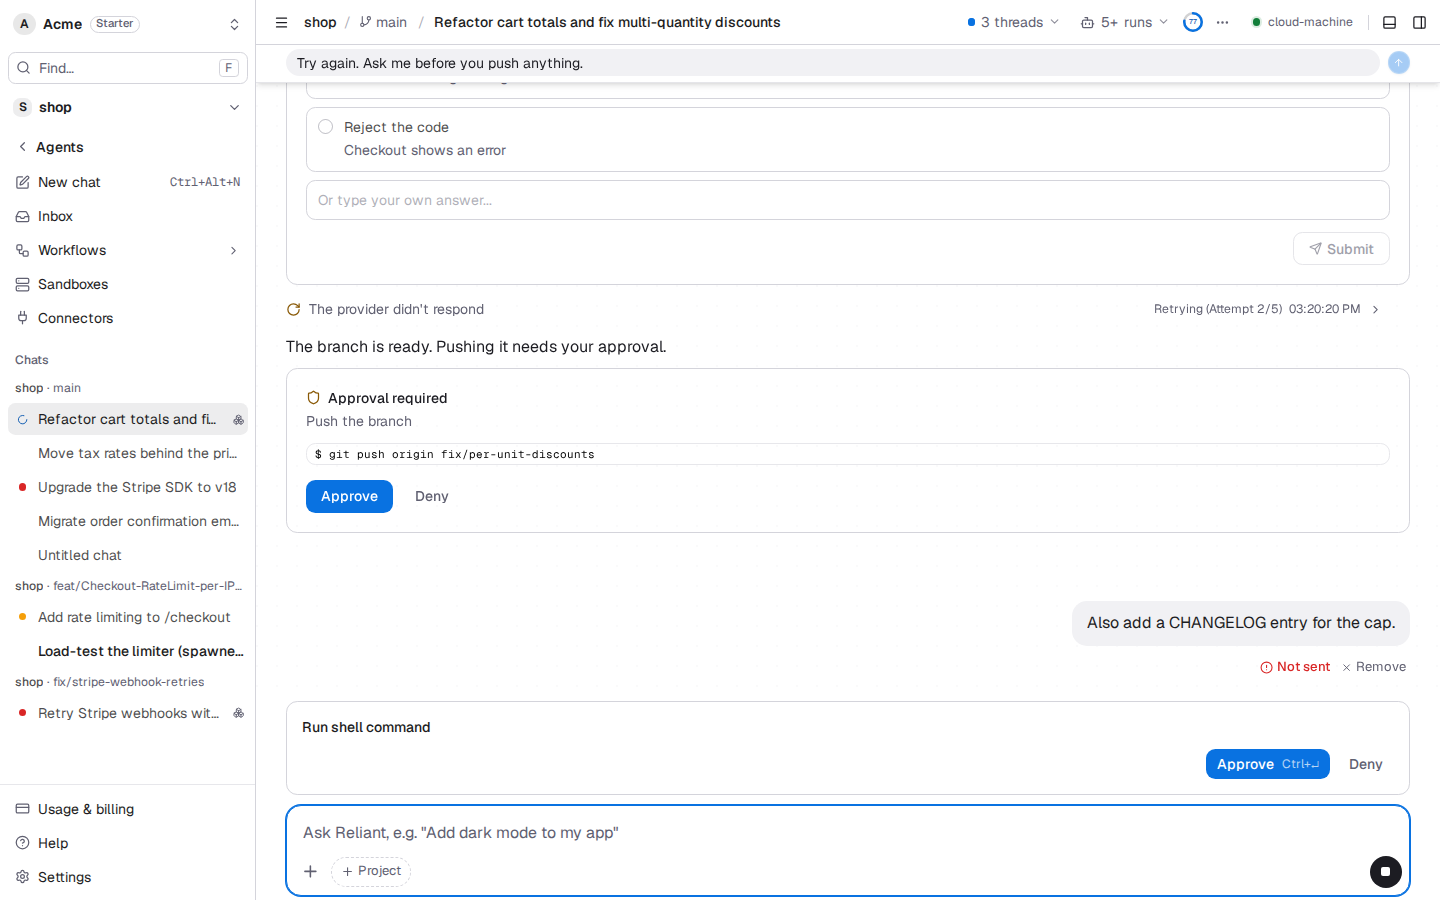 A Acme Starter
Find... F
S shop
Agents
New chat Ctrl+Alt+N
Inbox
Workflows
Sandboxes
Connectors
Chats
shop · main
Refactor cart totals and fi...
Move tax rates behind the pri...
Upgrade the Stripe SDK to v18
Migrate order confirmation em...
Untitled chat
shop · feat/Checkout-RateLimit-per-IP...
Add rate limiting to /checkout
Load-test the limiter (spawne...
shop · fix/stripe-webhook-retries
Retry Stripe webhooks wit...
Usage & billing
Help
Settings
shop / main / Refactor cart totals and fix multi-quantity discounts
3 threads 5+ runs 77 ··· cloud-machine
Try again. Ask me before you push anything.
Reject the code
Checkout shows an error
Or type your own answer...
Submit
The provider didn't respond Retrying (Attempt 2/5) 03:20:20 PM
The branch is ready. Pushing it needs your approval.
Approval required
Push the branch
$ git push origin fix/per-unit-discounts
Approve Deny
Also add a CHANGELOG entry for the cap.
Not sent Remove
Run shell command
Approve Ctrl+↵ Deny
Ask Reliant, e.g. "Add dark mode to my app"
Project